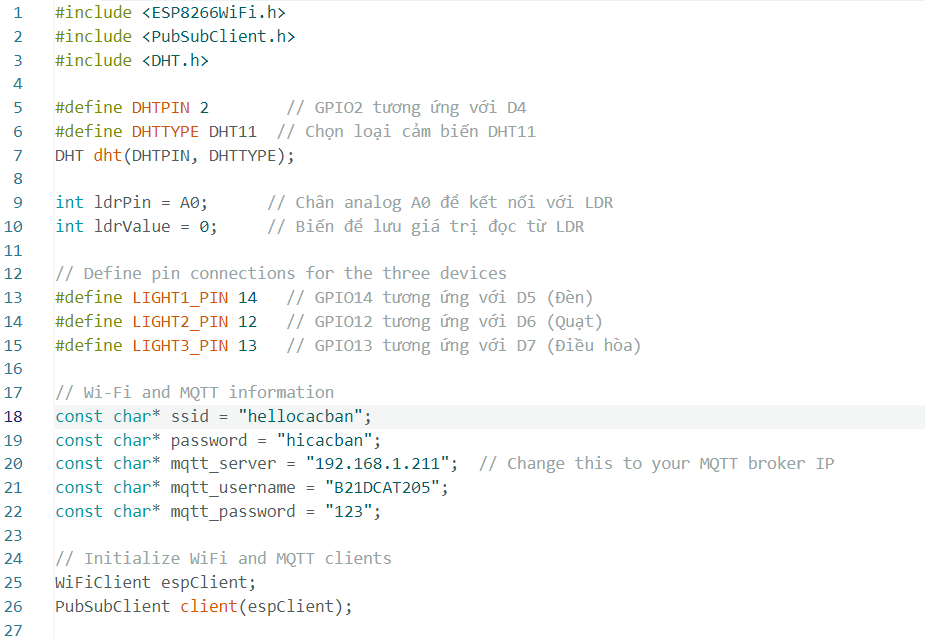 1 #include <ESP8266WiFi.h>
2 #include <PubSubClient.h>
3 #include <DHT.h>
4
5 #define DHTPIN 2        // GPIO2 tương ứng với D4
6 #define DHTTYPE DHT11  // Chọn loại cảm biến DHT11
7 DHT dht(DHTPIN, DHTTYPE);
8
9 int ldrPin = A0;      // Chân analog A0 để kết nối với LDR
10 int ldrValue = 0;     // Biến để lưu giá trị đọc từ LDR
11
12 // Define pin connections for the three devices
13 #define LIGHT1_PIN 14   // GPIO14 tương ứng với D5 (Đèn)
14 #define LIGHT2_PIN 12   // GPIO12 tương ứng với D6 (Quạt)
15 #define LIGHT3_PIN 13   // GPIO13 tương ứng với D7 (Điều hòa)
16
17 // Wi-Fi and MQTT information
18 const char* ssid = "hellocacban";
19 const char* password = "hicacban";
20 const char* mqtt_server = "192.168.1.211";  // Change this to your MQTT broker IP
21 const char* mqtt_username = "B21DCAT205";
22 const char* mqtt_password = "123";
23
24 // Initialize WiFi and MQTT clients
25 WiFiClient espClient;
26 PubSubClient client(espClient);
27